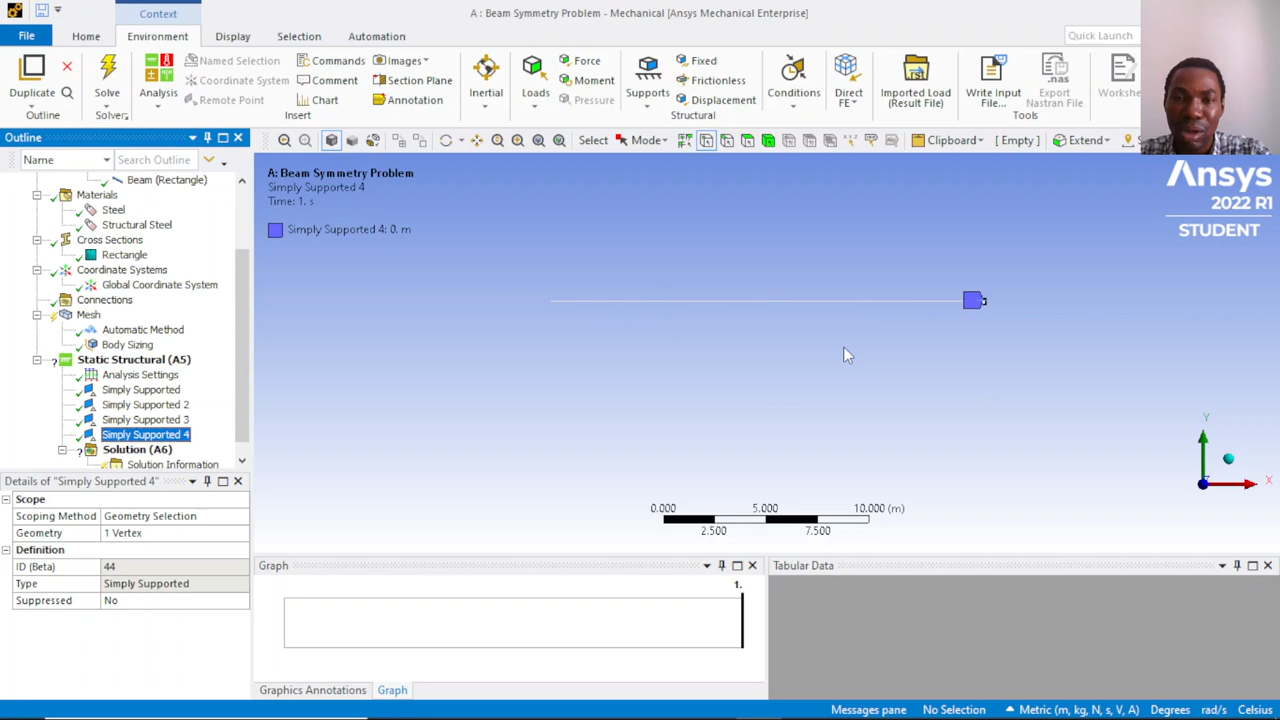 Context
A : Beam Symmetry Problem - Mechanical [Ansys Mechanical Enterprise]
File
Home
Environment
Display
Selection
Automation
Quick Launch
Duplicate
Outline
Solve
Solver
Analysis
Named Selection
Coordinate System
Remote Point
Commands
Comment
Chart
Images
Section Plane
Annotation
Insert
Inertial
Loads
Force
Moment
Pressure
Supports
Fixed
Frictionless
Displacement
Structural
Conditions
Direct
FE
Imported Load
(Result File)
Write Input
File...
.nas
Export
Nastran File
Tools
Outline
Select
Mode
Clipboard
[ Empty ]
Extend
Name
Search Outline
Beam (Rectangle)
Materials
Steel
Structural Steel
Cross Sections
Rectangle
Coordinate Systems
Global Coordinate System
Connections
Mesh
Automatic Method
Body Sizing
Static Structural (A5)
Analysis Settings
Simply Supported
Simply Supported 2
Simply Supported 3
Simply Supported 4
Solution (A6)
Solution Information
A: Beam Symmetry Problem
Simply Supported 4
Time: 1. s
Simply Supported 4: 0. m
Ansys
2022 R1
STUDENT
Y
X
0.000
5.000
10.000 (m)
2.500
7.500
Details of "Simply Supported 4"
Scope
Scoping Method
Geometry Selection
Geometry
1 Vertex
Definition
ID (Beta)
44
Type
Simply Supported
Suppressed
No
Graph
1.
Graphics Annotations
Graph
Tabular Data
Messages pane
No Selection
Metric (m, kg, N, s, V, A)
Degrees
rad/s
Celsius